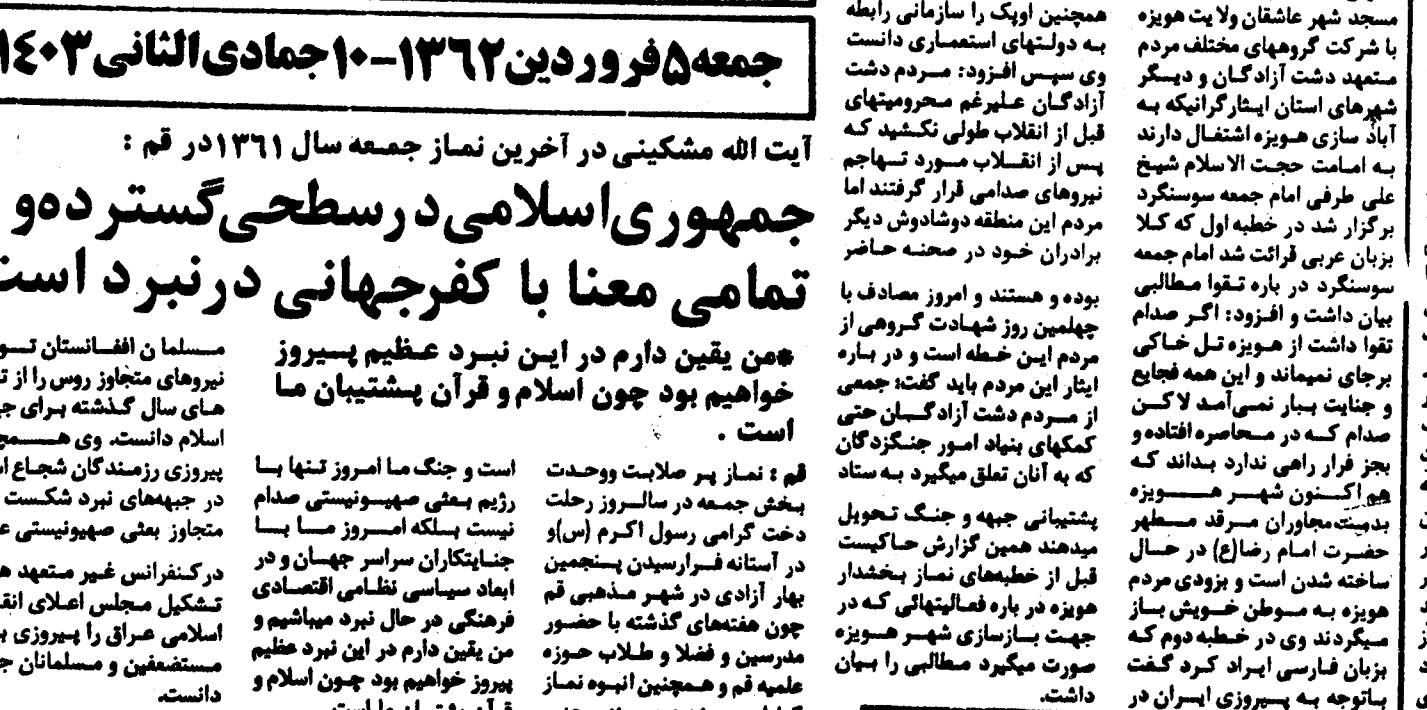 مسجد شهر عاشقان ولایت هویزه
با شرکت گروههای مختلف مردم
متعهد دشت آزادگان و دیگر
شهرهای استان ایثارگرانیکه به
آباد سازی هویزه اشتغال دارند
به امامت حجت الاسلام شیخ
علی طرفی امام جمعه سوسنگرد
برگزار شد در خطبه اول که کلا
بزبان عربی قرائت شد امام جمعه
سوسنگرد در باره تقوا مطالبی
بیان داشت و افزود: اگر صدام
تقوا داشت از هویزه تل خاکی
برجای نمیماند و این همه فجایع
و جنایت ببار نمی‌آمد لاکن
صدام که در محاصره افتاده و
بجز فرار راهی ندارد بداند که
هم اکنون شهر هویزه
بدست مجاوران مرقد مطهر
حضرت امام رضا(ع) در حال
ساخته شدن است و بزودی مردم
هویزه به موطن خویش باز
میگردند وی در خطبه دوم که
بزبان فارسی ایراد کرد گفت
باتوجه به پیروزی ایران در
همچنین اوپک را سازمانی رابطه
به دولتهای استعماری دانست
وی سپس افزود: مردم دشت
آزادگان علیرغم محرومیتهای
قبل از انقلاب طولی نکشید که
پس از انقلاب مورد تهاجم
نیروهای صدامی قرار گرفتند اما
مردم این منطقه دوشادوش دیگر
برادران خود در صحنه حاضر
بوده و هستند و امروز مصادف با
چهلمین روز شهادت گروهی از
مردم این خطه است و در باره
ایثار این مردم باید گفت: جمعی
از مردم دشت آزادگان حتی
کمکهای بنیاد امور جنگزدگان
که به آنان تعلق میگیرد به ستاد
پشتیبانی جبهه و جنگ تحویل
میدهند همین گزارش حاکیست
قبل از خطبه‌های نماز بخشدار
هویزه در باره فعالیتهائی که در
جهت بازسازی شهر هویزه
صورت میگیرد مطالبی را بیان
داشت.
جمعه ۵ فروردین ۱۳۶۲-۱۰ جمادی الثانی ۱۴۰۳
آیت الله مشکینی در آخرین نماز جمعه سال ۱۳۶۱ در قم :
جمهوری اسلامی در سطحی گسترده و
تمامی معنا با کفر جهانی در نبرد است
*من یقین دارم در این نبرد عظیم پیروز
خواهیم بود چون اسلام و قرآن پشتیبان ما
است .
قم : نماز پر صلابت ووحدت
بخش جمعه در سالروز رحلت
دخت گرامی رسول اکرم (س)و
در آستانه فرارسیدن پنجمین
بهار آزادی در شهر مذهبی قم
چون هفته‌های گذشته با حضور
مدرسین و فضلا و طلاب حوزه
علمیه قم و همچنین انبوه نماز
است و جنگ ما امروز تنها با
رژیم بعثی صهیونیستی صدام
نیست بلکه امروز ما با
جنایتکاران سراسر جهان و در
ابعاد سیاسی نظامی اقتصادی
فرهنگی در حال نبرد میباشیم و
من یقین دارم در این نبرد عظیم
پیروز خواهیم بود چون اسلام و
مسلمان افغانستان
نیروهای متجاوز روس را از
های سال گذشته برای
اسلام دانست. وی
پیروزی رزمندگان شجاع
در جبهه‌های نبرد شکست
متجاوز بعثی صهیونیستی
در کنفرانس غیر متعهد
تشکیل مجلس اعلای
اسلامی عراق را پیروزی
مستضعفین و مسلمانان
دانست.